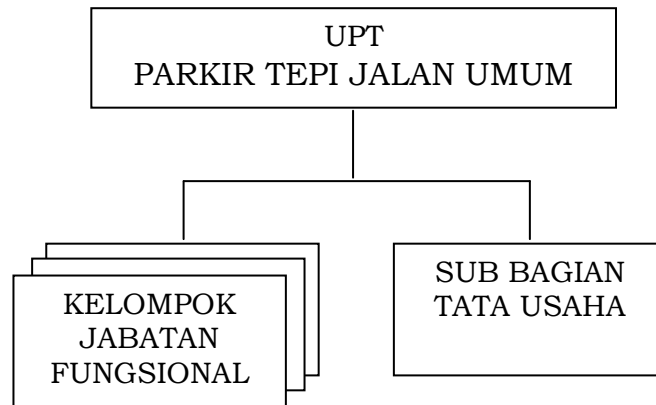 UPT
PARKIR TEPI JALAN UMUM
KELOMPOK
JABATAN
FUNGSIONAL
SUB BAGIAN
TATA USAHA